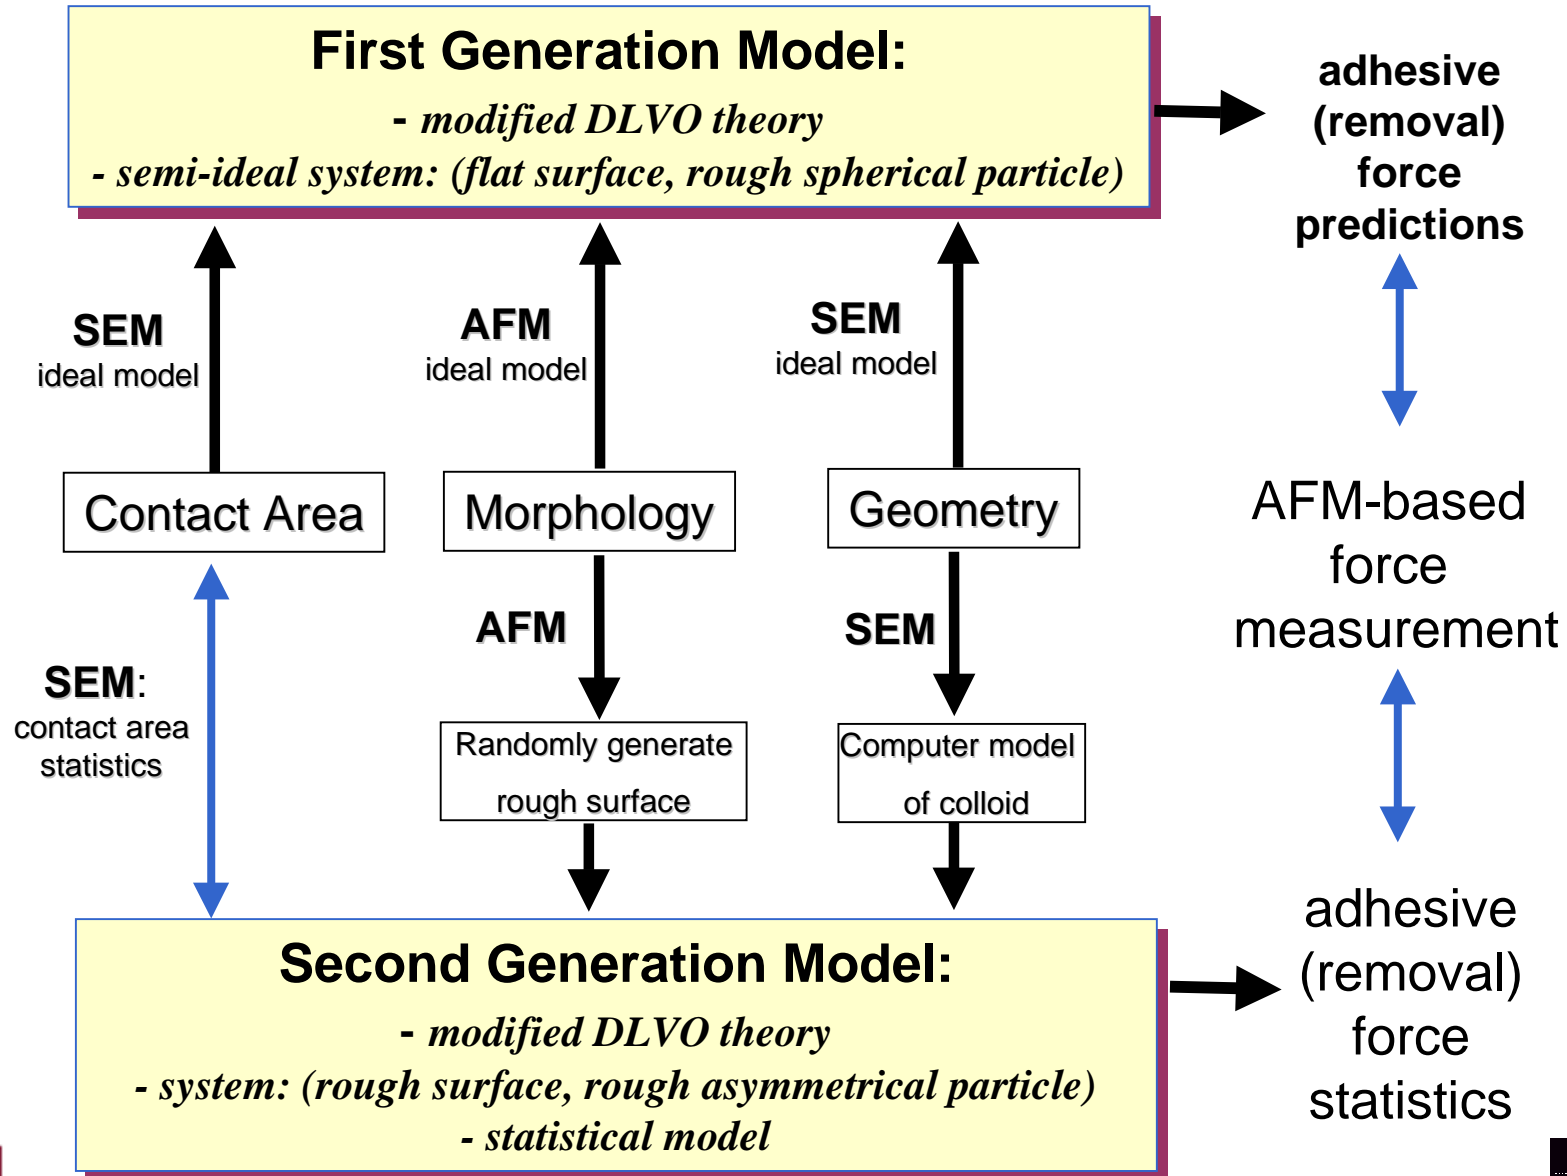 First Generation Model:
- modified DLVO theory
- semi-ideal system: (flat surface, rough spherical particle)
adhesive
(removal)
force
predictions
SEM
ideal model
AFM
ideal model
SEM
ideal model
Contact Area
Morphology
Geometry
AFM-based
force
measurement
SEM:
contact area
statistics
AFM
SEM
Randomly generate
rough surface
Computer model
of colloid
Second Generation Model:
- modified DLVO theory
- system: (rough surface, rough asymmetrical particle)
- statistical model
adhesive
(removal)
force
statistics